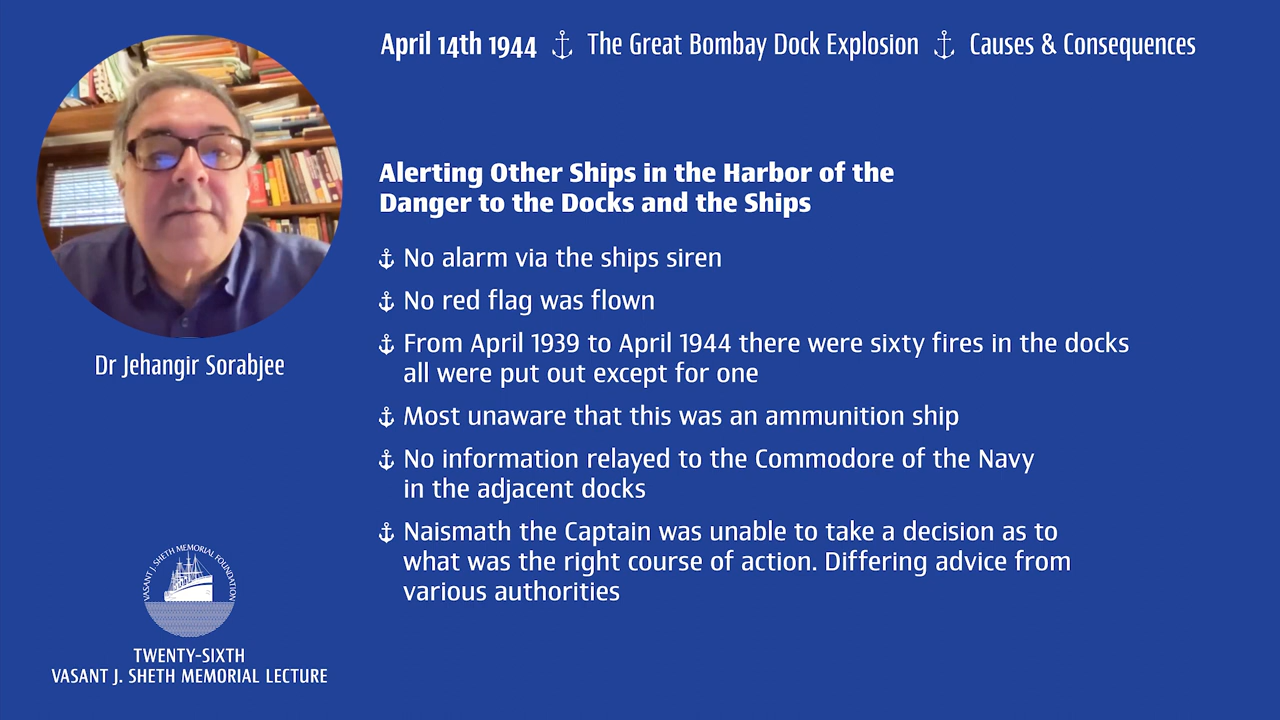 April 14th 1944 ⚓ The Great Bombay Dock Explosion ⚓ Causes & Consequences
Alerting Other Ships in the Harbor of the
Danger to the Docks and the Ships
⚓ No alarm via the ships siren
⚓ No red flag was flown
⚓ From April 1939 to April 1944 there were sixty fires in the docks
all were put out except for one
⚓ Most unaware that this was an ammunition ship
⚓ No information relayed to the Commodore of the Navy
in the adjacent docks
⚓ Naismath the Captain was unable to take a decision as to
what was the right course of action. Differing advice from
various authorities
Dr Jehangir Sorabjee
VASANT J. SHETH MEMORIAL FOUNDATION
TWENTY-SIXTH
VASANT J. SHETH MEMORIAL LECTURE